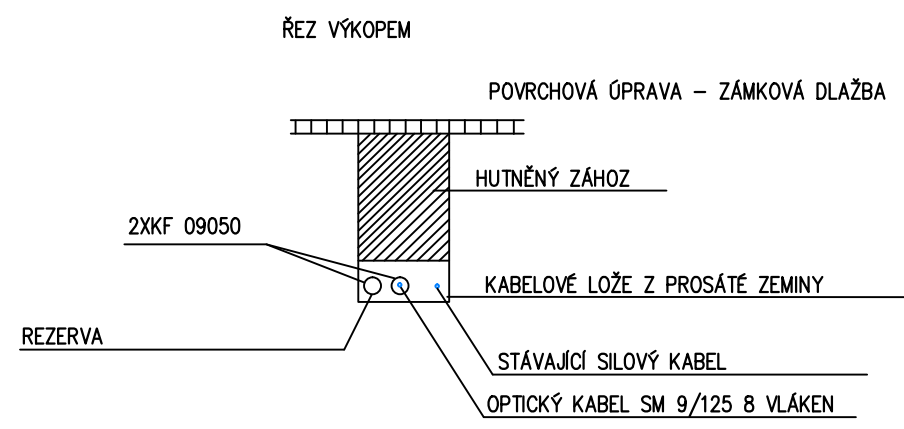 ŘEZ VÝKOPEM
POVRCHOVÁ ÚPRAVA – ZÁMKOVÁ DLAŽBA
HUTNĚNÝ ZÁHOZ
2XKF 09050
KABELOVÉ LOŽE Z PROSÁTÉ ZEMINY
REZERVA
STÁVAJÍCÍ SILOVÝ KABEL
OPTICKÝ KABEL SM 9/125 8 VLÁKEN